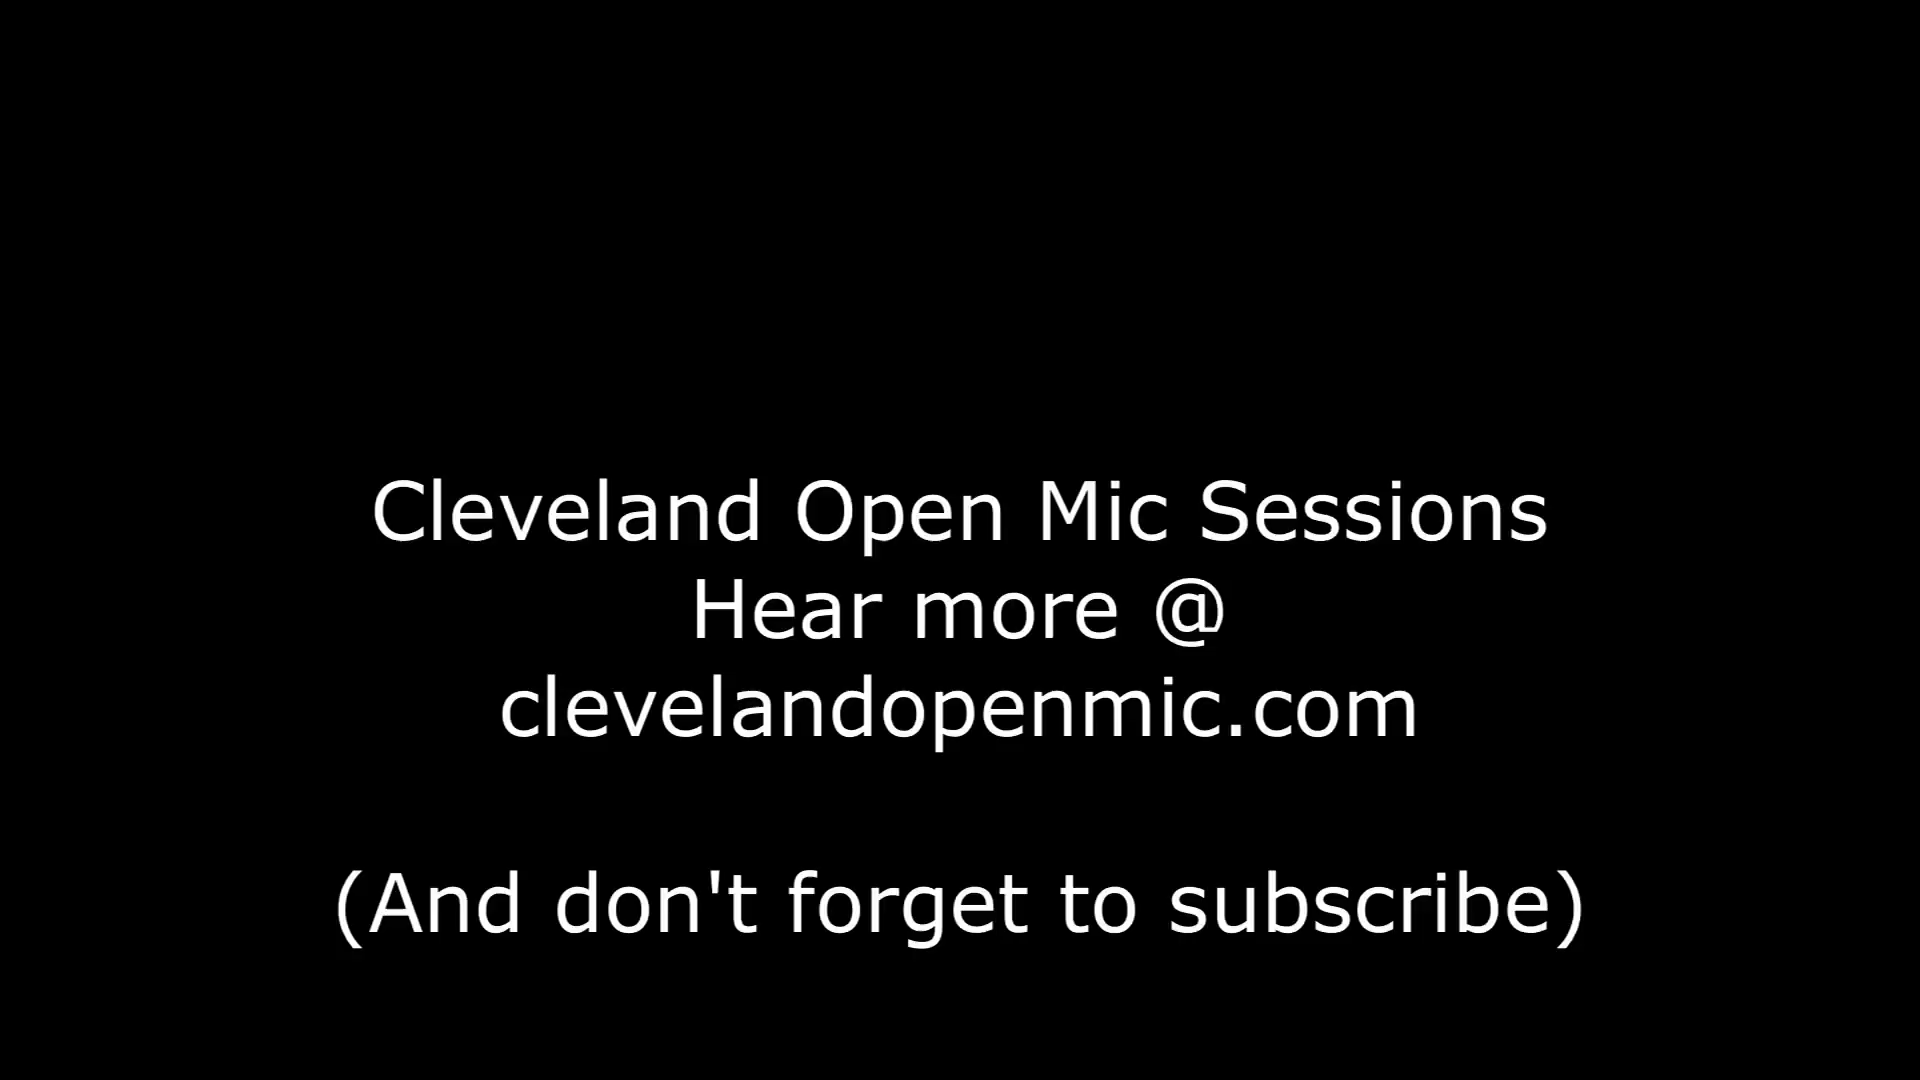 Cleveland Open Mic Sessions
Hear more @
clevelandopenmic.com
(And don't forget to subscribe)